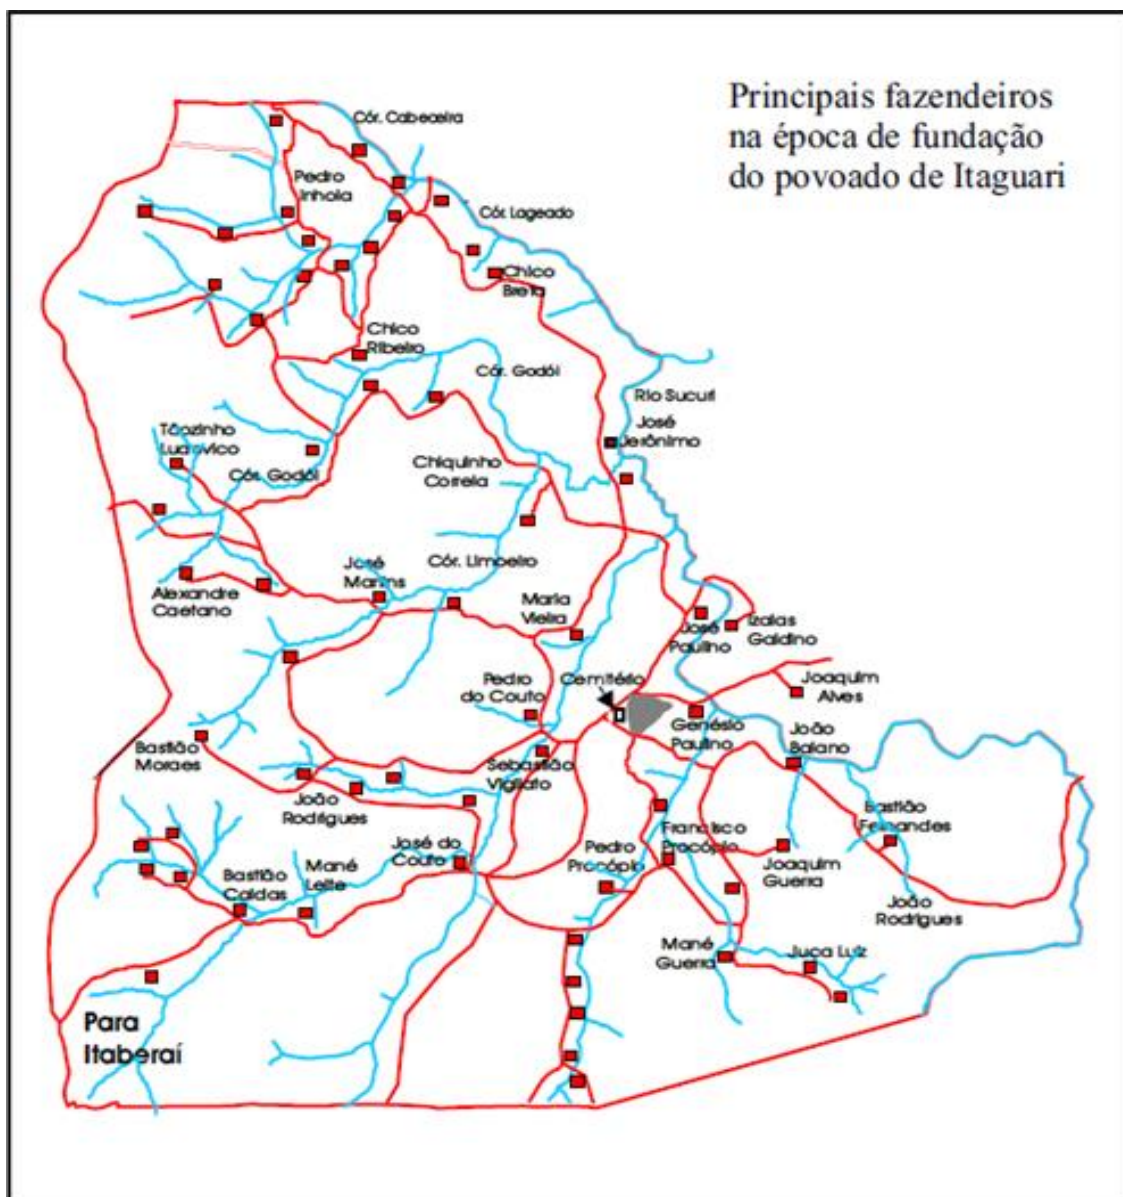 Principais fazendeiros
na época de fundação
do povoado de Itaguari
Cór. Cabeceira
Pedro
Inhola
Cór. Lageado
Chico
Chico
Ribeiro
Cór. Godói
Rio Sucuri
José
Jerônimo
Tãozinho
Ludovico
Cór. Godói
Chiquinho
Correia
José
Martins
Cór. Limoeiro
Alexandre
Caetano
Maria
Vieira
José
Paulino
Izaias
Galdino
Pedro
do Couto
Cemitério
Joaquim
Alves
Genésio
Paulino
João
Baiano
Bastião
Moraes
Sebastião
Vigilato
João
Rodrigues
Bastião
Fernandes
José do
Couto
Pedro
Procópio
Francisco
Procópio
Joaquim
Guerra
Bastião
Caldas
Mané
Leite
João
Rodrigues
Mané
Guerra
Juca Luiz
Para
Itaberaí